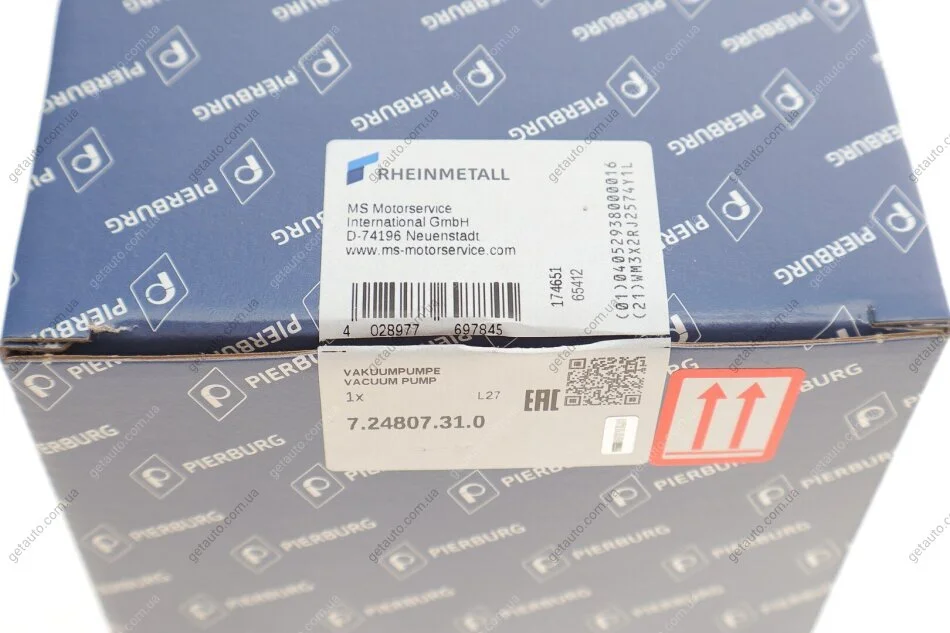 RHEINMETALL
MS Motorservice
International GmbH
D-74196 Neuenstadt
www.ms-motorservice.com
4 028977 697845
174651
65412
(01)04052938000016
(21)WM3X2RJ2574Y1L
VAKUUMPUMPE
VACUUM PUMP
1x
L27
EAC
7.24807.31.0
PIERBURG
getauto.com.ua